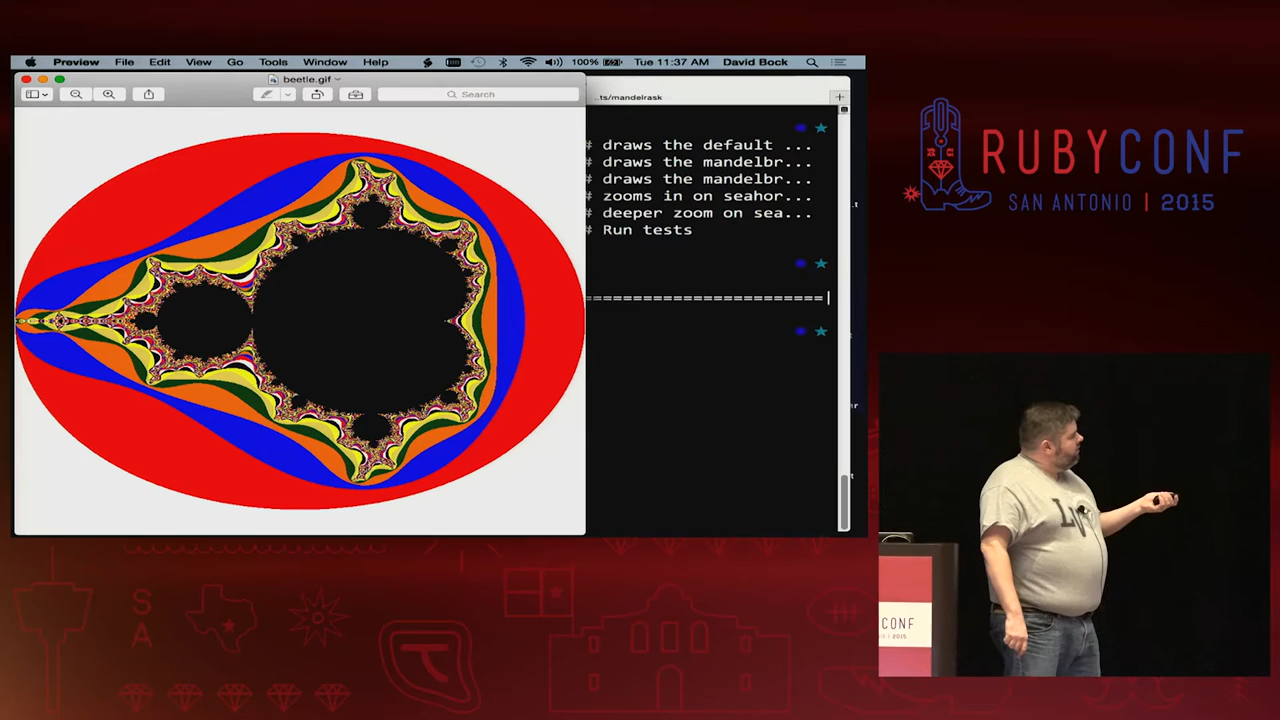 Preview File Edit View Go Tools Window Help 100% Tue 11:37 AM David Bock
beetle.gif
Search
..ts/mandelrask
# draws the default ...
# draws the mandelbr...
# draws the mandelbr...
# zooms in on seahor...
# deeper zoom on sea...
# Run tests
======================== |
RUBYCONF
SAN ANTONIO | 2015
S
A
CONF
2015